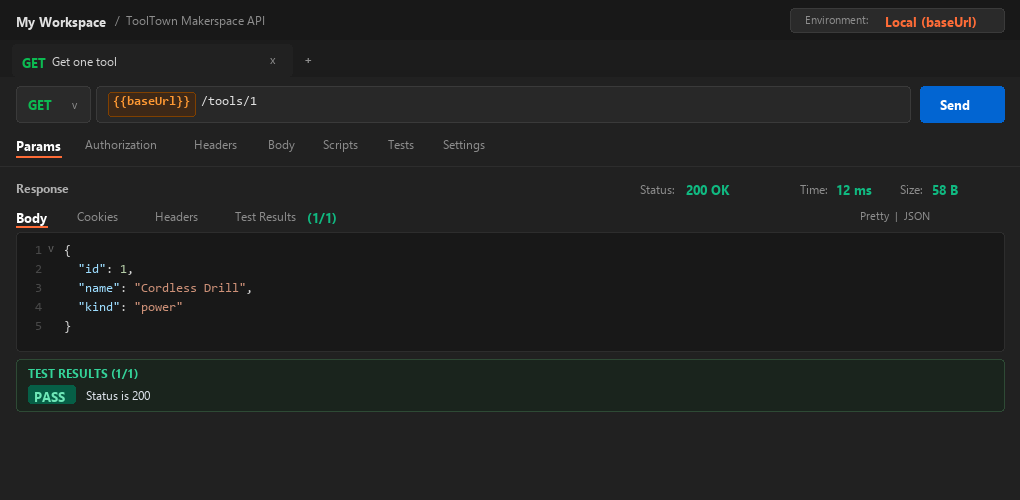 My Workspace / ToolTown Makerspace API Environment: Local (baseUrl)
GET Get one tool x +
GET v {{baseUrl}} /tools/1 Send
Params Authorization Headers Body Scripts Tests Settings
Response Status: 200 OK Time: 12 ms Size: 58 B
Body Cookies Headers Test Results (1/1) Pretty | JSON
1 v {
2 "id": 1,
3 "name": "Cordless Drill",
4 "kind": "power"
5 }
TEST RESULTS (1/1)
PASS Status is 200